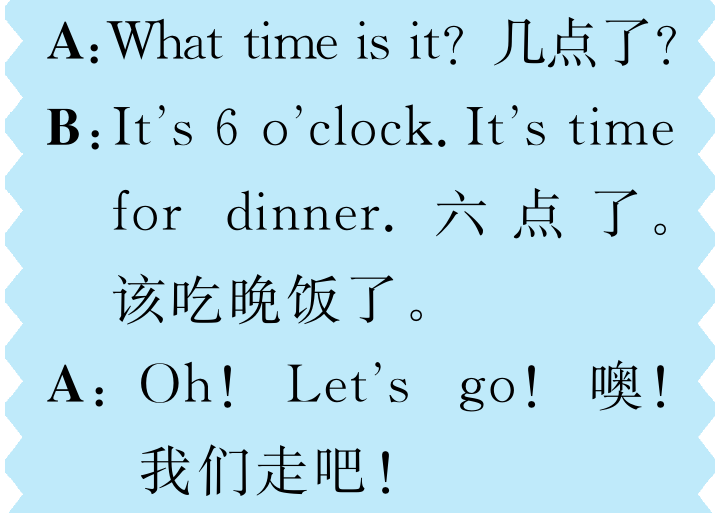 A:What time is it? 几点了?
B:It's 6 o'clock. It's time
for dinner. 六点了。
该吃晚饭了。
A: Oh! Let's go! 噢!
我们走吧!